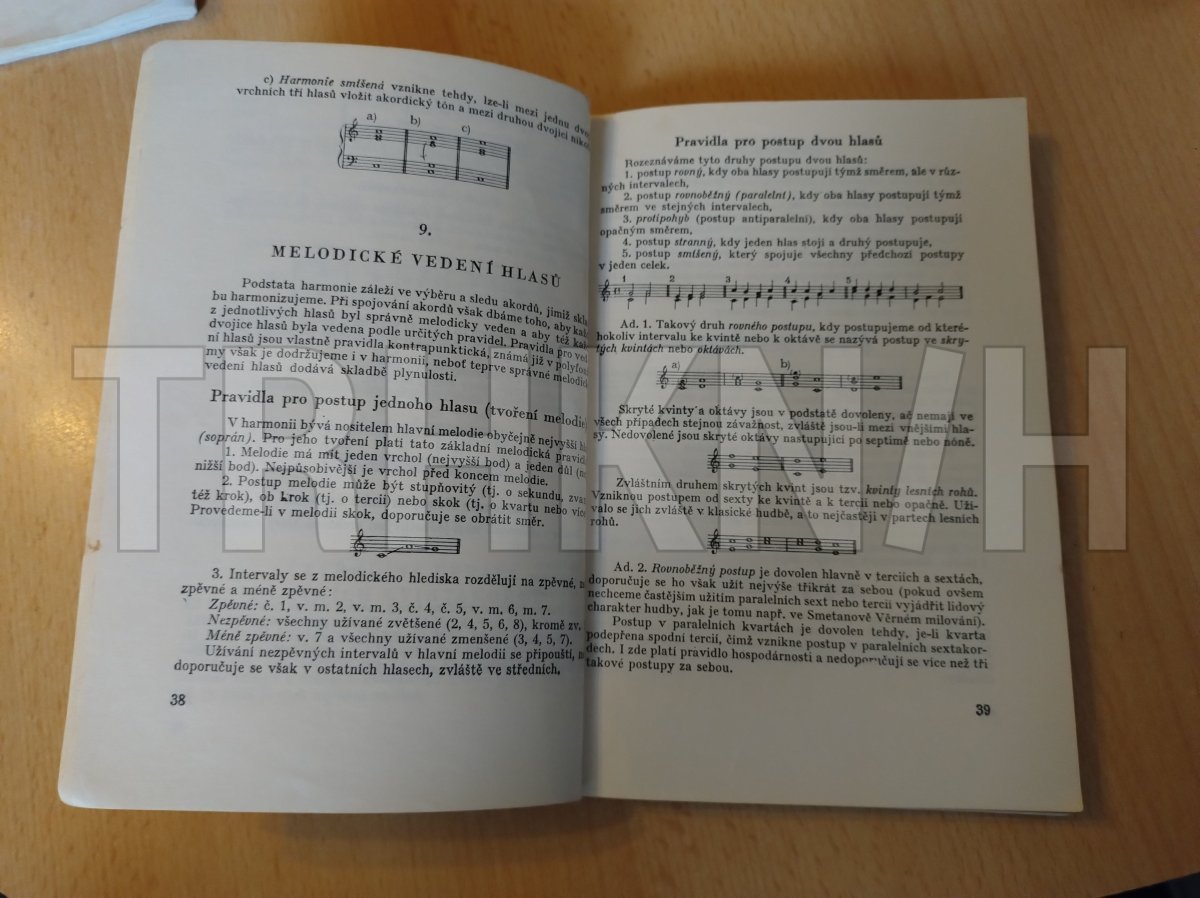 c) Harmonie smíšená vznikne tehdy, lze-li mezi jednu
vrchních tří hlasů vložit akordický tón a mezi druhou dvojici
a) b) c)
9.
MELODICKÉ VEDENÍ HLASŮ
Podstata harmonie záleží ve výběru a sledu akordů, jimiž
bu harmonizujeme. Při spojování akordů však dbáme toho, aby
z jednotlivých hlasů byl správně melodicky veden a aby též
dvojice hlasů byla vedena podle určitých pravidel. Pravidla pro
ní hlasů jsou vlastně pravidla kontrapunktická, známá již v
my však je dodržujeme i v harmonii, neboť teprve správné
vedení hlasů dodává skladbě plynulosti.
Pravidla pro postup jednoho hlasu (tvoření melodie)
V harmonii bývá nositelem hlavní melodie obyčejně nejvyšší
(soprán). Pro jeho tvoření platí tato základní melodická
1. Melodie má mít jeden vrchol (nejvyšší bod) a jeden důl
nižší bod). Nejpůsobivější je vrchol před koncem melodie.
2. Postup melodie může být stupňovitý (tj. o sekundu,
též krok), ob krok (tj. o tercii) nebo skok (tj. o kvartu nebo
Provedeme-li v melodii skok, doporučuje se obrátit směr.
3. Intervaly se z melodického hlediska rozdělují na zpěvné,
zpěvné a méně zpěvné:
Zpěvné: č. 1, v. m. 2, v. m. 3, č. 4, č. 5, v. m. 6, m. 7.
Nezpěvné: všechny užívané zvětšené (2, 4, 5, 6, 8), kromě zv.
Méně zpěvné: v. 7 a všechny užívané zmenšené (3, 4, 5, 7).
Užívání nezpěvných intervalů v hlavní melodii se připouští,
doporučuje se však v ostatních hlasech, zvláště ve středních.
38
Pravidla pro postup dvou hlasů
Rozeznáváme tyto druhy postupu dvou hlasů:
1. postup rovný, kdy oba hlasy postupují týmž směrem, ale v růz-
ných intervalech,
2. postup rovnoběžný (paralelní), kdy oba hlasy postupují týmž
směrem ve stejných intervalech,
3. protipohyb (postup antiparalelní), kdy oba hlasy postupují
opačným směrem,
4. postup stranný, kdy jeden hlas stojí a druhý postupuje,
5. postup smíšený, který spojuje všechny předchozí postupy
v jeden celek.
1 2 3 4 5
Ad. 1. Takový druh rovného postupu, kdy postupujeme od které-
hokoliv intervalu ke kvintě nebo k oktávě se nazývá postup ve skry-
tých kvintách nebo oktávách.
a) b)
Skryté kvinty a oktávy jsou v podstatě dovoleny, ač nemají ve
všech případech stejnou závažnost, zvláště jsou-li mezi vnějšími hla-
sy. Nedovolené jsou skryté oktávy nastupující po septimě nebo nóně.
Zvláštním druhem skrytých kvint jsou tzv. kvinty lesních rohů.
Vzniknou postupem od sexty ke kvintě a k tercii nebo opačně. Uží-
valo se jich zvláště v klasické hudbě, a to nejčastěji v partech lesních
rohů.
Ad. 2. Rovnoběžný postup je dovolen hlavně v terciích a sextách,
doporučuje se ho však užít nejvýše třikrát za sebou (pokud ovšem
nechceme častějším užitím paralelních sext nebo tercií vyjádřit lidový
charakter hudby, jak je tomu např. ve Smetanově Věrném milování).
Postup v paralelních kvartách je dovolen tehdy, je-li kvarta
podepřena spodní tercií, čímž vznikne postup v paralelních sextakor-
dech. I zde platí pravidlo hospodárnosti a nedoporučují se více než tři
takové postupy za sebou.
39
TRHKNIH